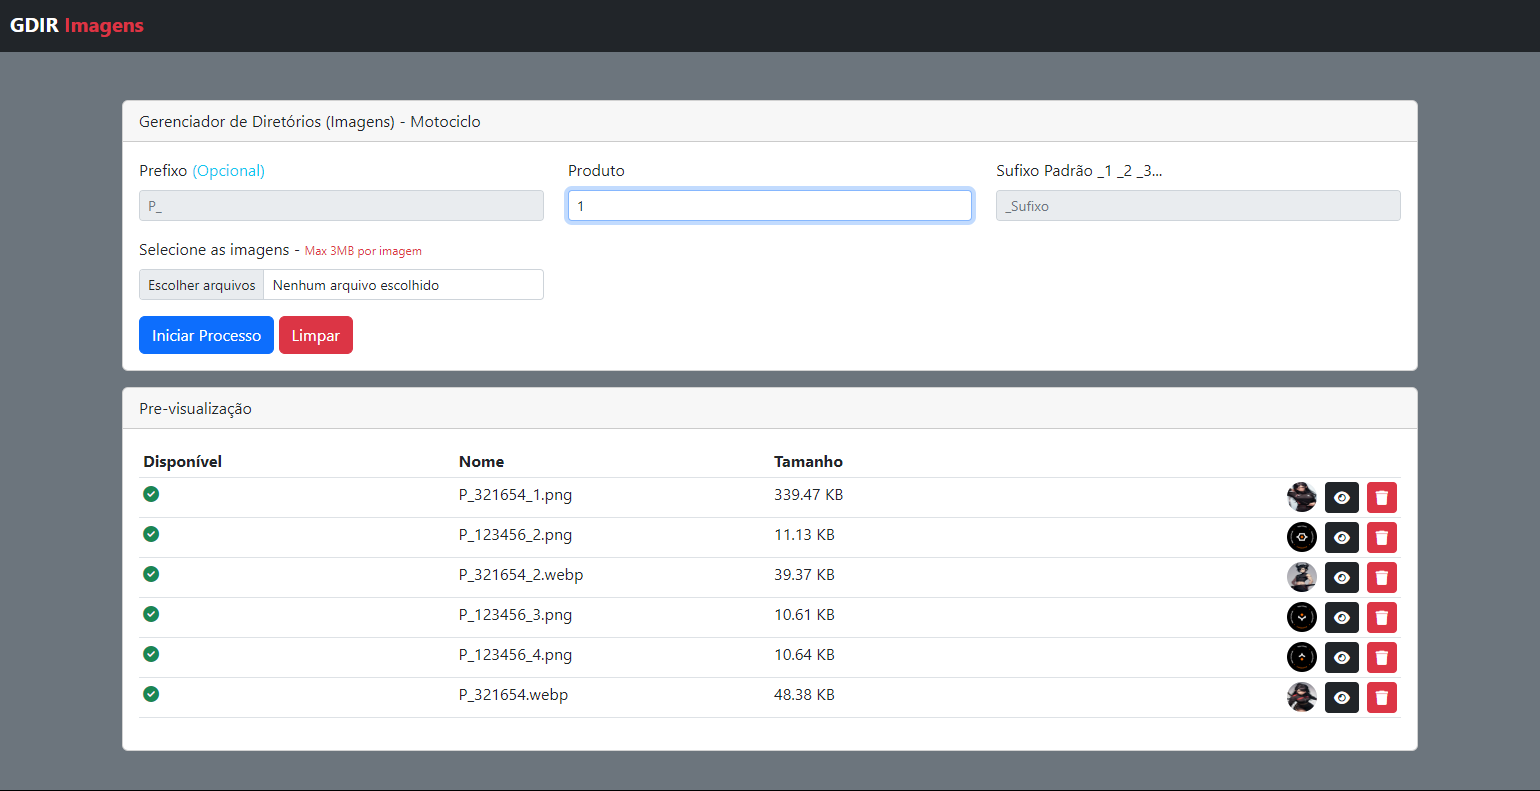 GDIR Imagens
Gerenciador de Diretórios (Imagens) - Motociclo
Prefixo (Opcional)
P_
Produto
1
Sufixo Padrão _1 _2 _3...
_Sufixo
Selecione as imagens - Max 3MB por imagem
Escolher arquivos Nenhum arquivo escolhido
Iniciar Processo Limpar
Pre-visualização
Disponível Nome Tamanho
P_321654_1.png 339.47 KB
P_123456_2.png 11.13 KB
P_321654_2.webp 39.37 KB
P_123456_3.png 10.61 KB
P_123456_4.png 10.64 KB
P_321654.webp 48.38 KB